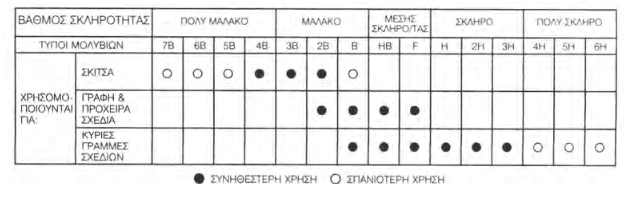 ΒΑΘΜΟΣ ΣΚΛΗΡΟΤΗΤΑΣ ΠΟΛΥ ΜΑΛΑΚΟ ΜΑΛΑΚΟ ΜΕΣΗΣ ΣΚΛΗΡΟ/ΤΑΣ ΣΚΛΗΡΟ ΠΟΛΥ ΣΚΛΗΡΟ
ΤΥΠΟΙ ΜΟΛΥΒΙΩΝ 7B 6B 5B 4B 3B 2B B HB F H 2H 3H 4H 5H 6H
ΧΡΗΣΟΜΟ-
ΠΟΙΟΥΝΤΑΙ
ΓΙΑ:
ΣΚΙΤΣΑ
ΓΡΑΦΗ &
ΠΡΟΧΕΙΡΑ
ΣΧΕΔΙΑ
ΚΥΡΙΕΣ
ΓΡΑΜΜΕΣ
ΣΧΕΔΙΩΝ
ΣΥΝΗΘΕΣΤΕΡΗ ΧΡΗΣΗ ΣΠΑΝΙΟΤΕΡΗ ΧΡΗΣΗ